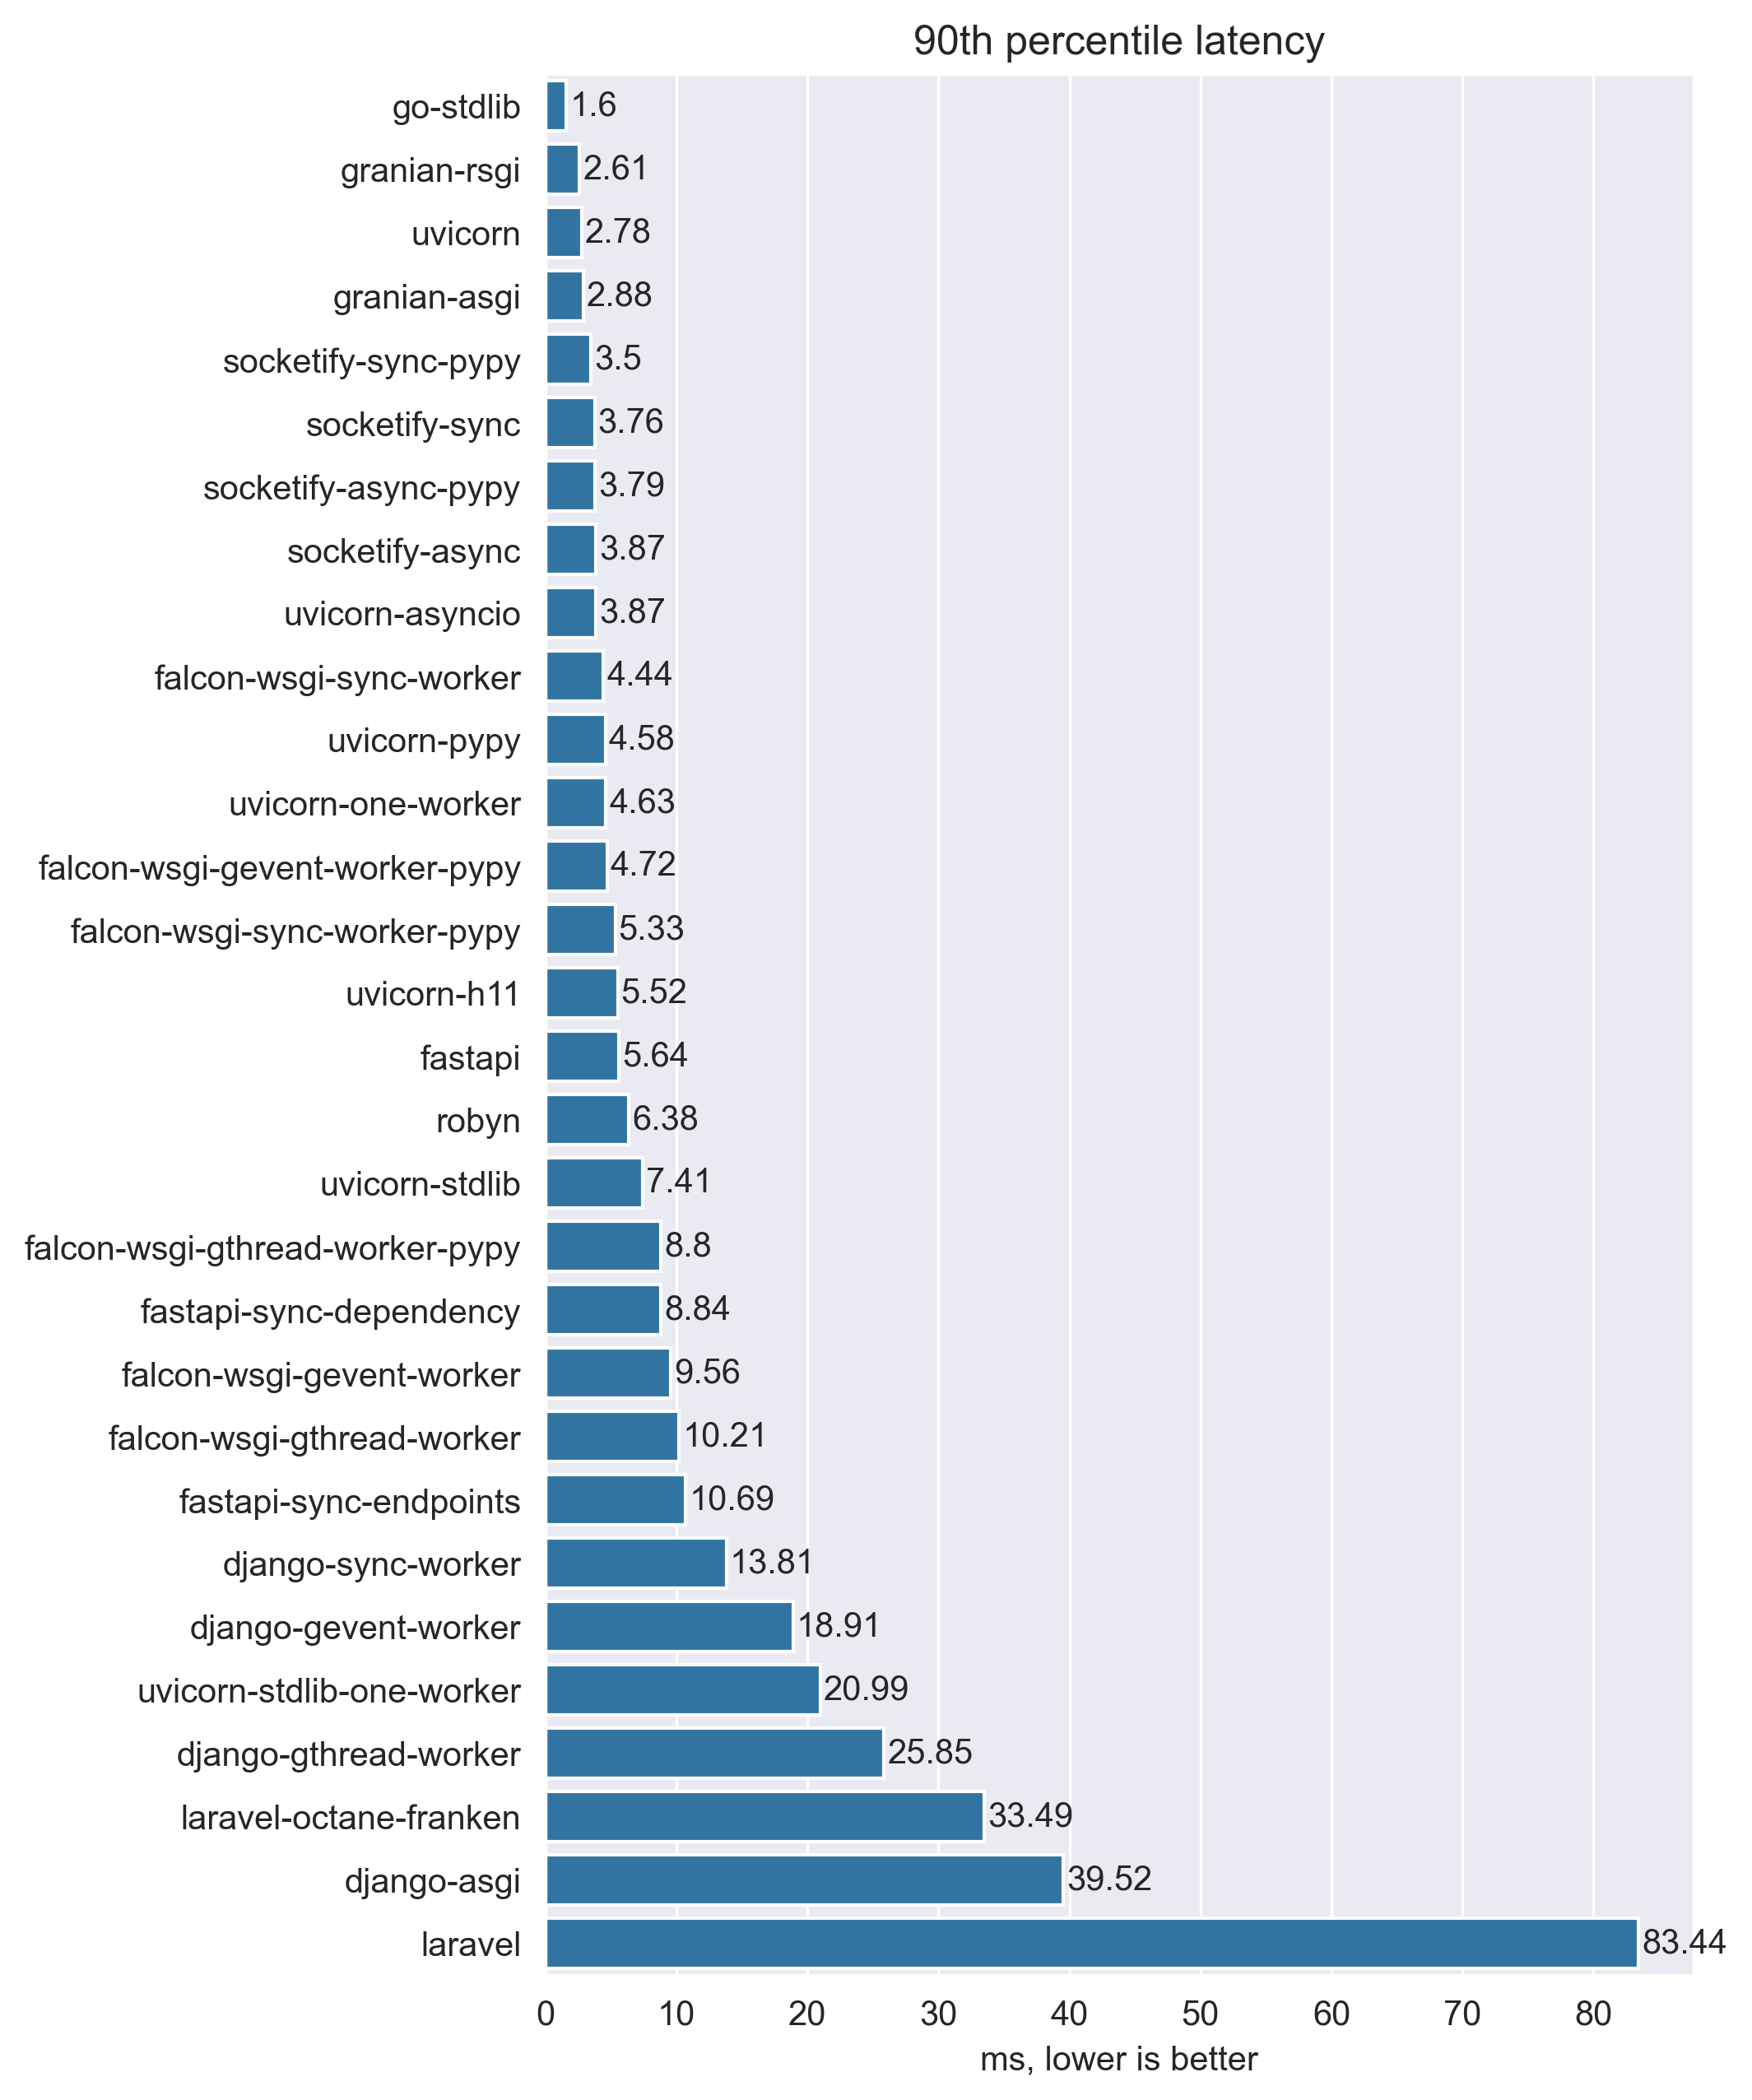 90th percentile latency
go-stdlib 1.6
granian-rsgi 2.61
uvicorn 2.78
granian-asgi 2.88
socketify-sync-pypy 3.5
socketify-sync 3.76
socketify-async-pypy 3.79
socketify-async 3.87
uvicorn-asyncio 3.87
falcon-wsgi-sync-worker 4.44
uvicorn-pypy 4.58
uvicorn-one-worker 4.63
falcon-wsgi-gevent-worker-pypy 4.72
falcon-wsgi-sync-worker-pypy 5.33
uvicorn-h11 5.52
fastapi 5.64
robyn 6.38
uvicorn-stdlib 7.41
falcon-wsgi-gthread-worker-pypy 8.8
fastapi-sync-dependency 8.84
falcon-wsgi-gevent-worker 9.56
falcon-wsgi-gthread-worker 10.21
fastapi-sync-endpoints 10.69
django-sync-worker 13.81
django-gevent-worker 18.91
uvicorn-stdlib-one-worker 20.99
django-gthread-worker 25.85
laravel-octane-franken 33.49
django-asgi 39.52
laravel 83.44
0 10 20 30 40 50 60 70 80
ms, lower is better